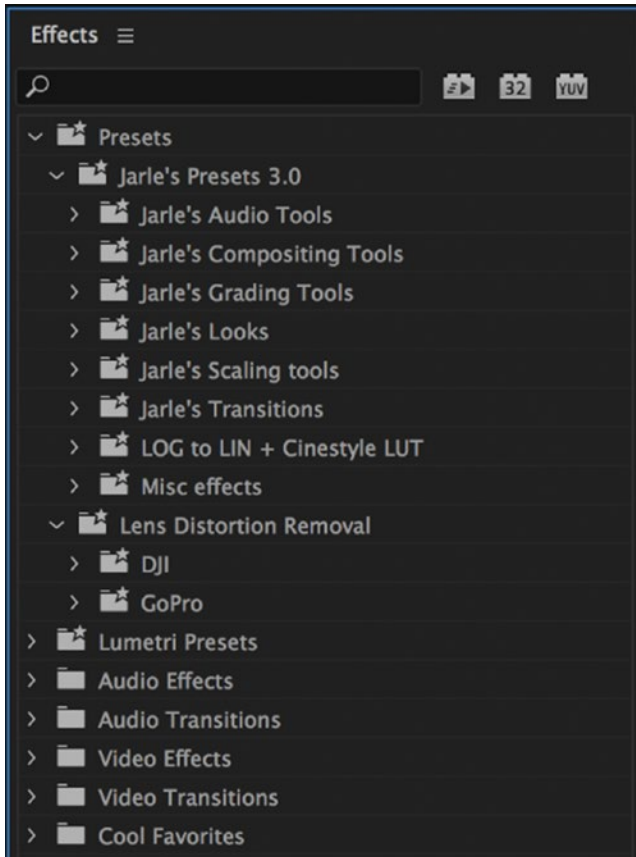 Effects
32 YUV
Presets
Jarle's Presets 3.0
Jarle's Audio Tools
Jarle's Compositing Tools
Jarle's Grading Tools
Jarle's Looks
Jarle's Scaling tools
Jarle's Transitions
LOG to LIN + Cinestyle LUT
Misc effects
Lens Distortion Removal
DJI
GoPro
Lumetri Presets
Audio Effects
Audio Transitions
Video Effects
Video Transitions
Cool Favorites